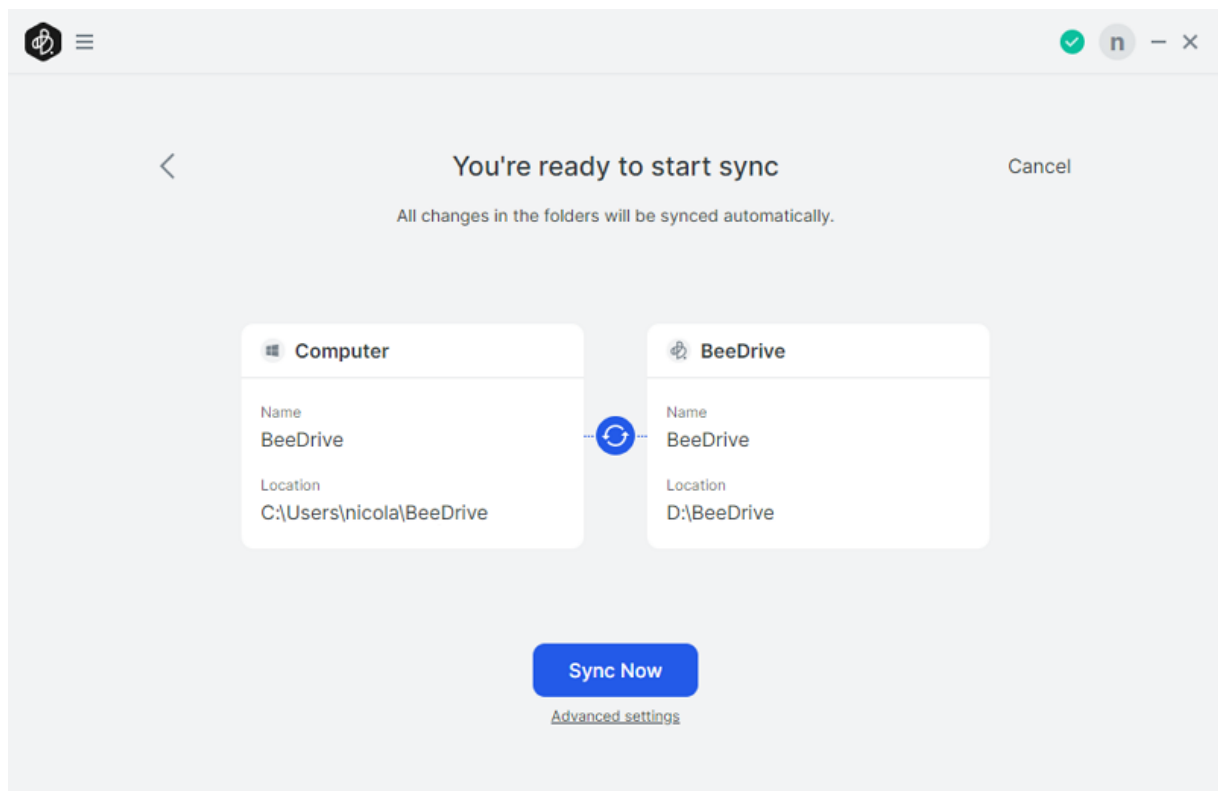 n
You're ready to start sync
Cancel
All changes in the folders will be synced automatically.
Computer
Name
BeeDrive
Location
C:\Users\nicola\BeeDrive
BeeDrive
Name
BeeDrive
Location
D:\BeeDrive
Sync Now
Advanced settings